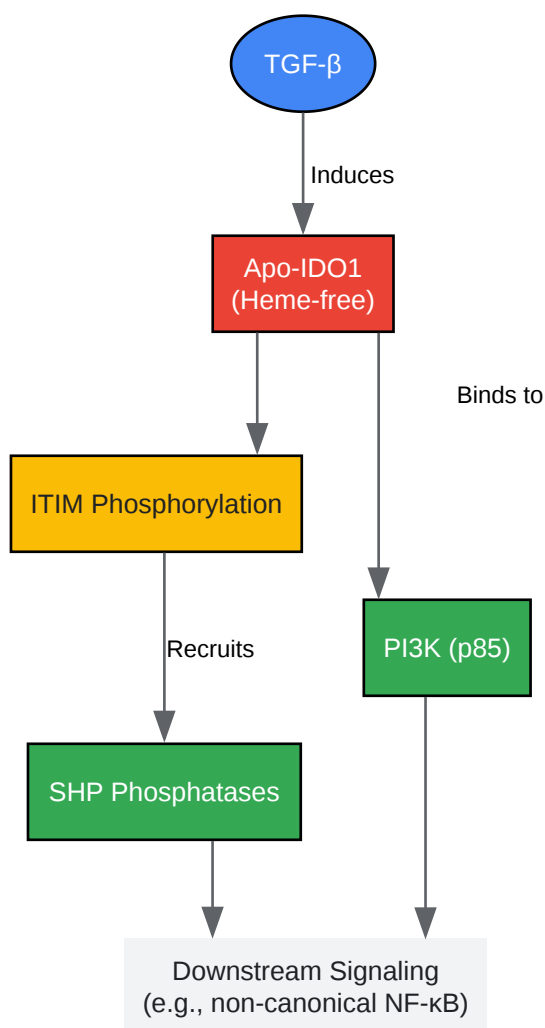 TGF-β
Induces
Apo-IDO1
(Heme-free)
Binds to
ITIM Phosphorylation
Recruits
PI3K (p85)
SHP Phosphatases
Downstream Signaling
(e.g., non-canonical NF-κB)